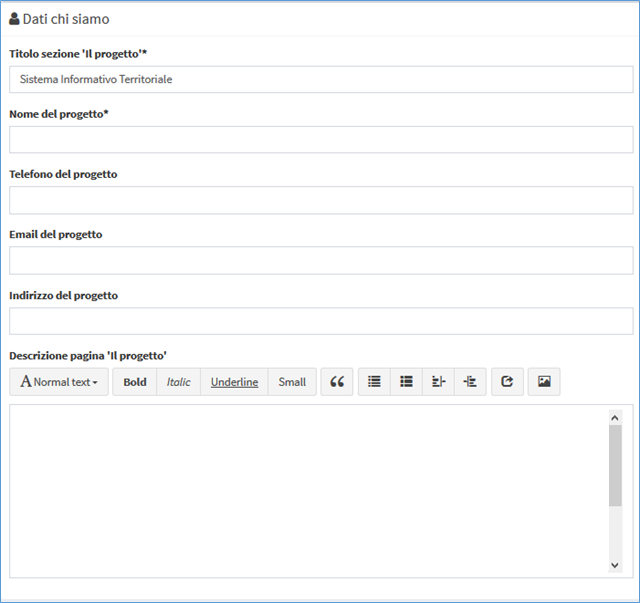 Dati chi siamo
Titolo sezione 'Il progetto'*
Sistema Informativo Territoriale
Nome del progetto*
Telefono del progetto
Email del progetto
Indirizzo del progetto
Descrizione pagina 'Il progetto'
A Normal text Bold Italic Underline Small